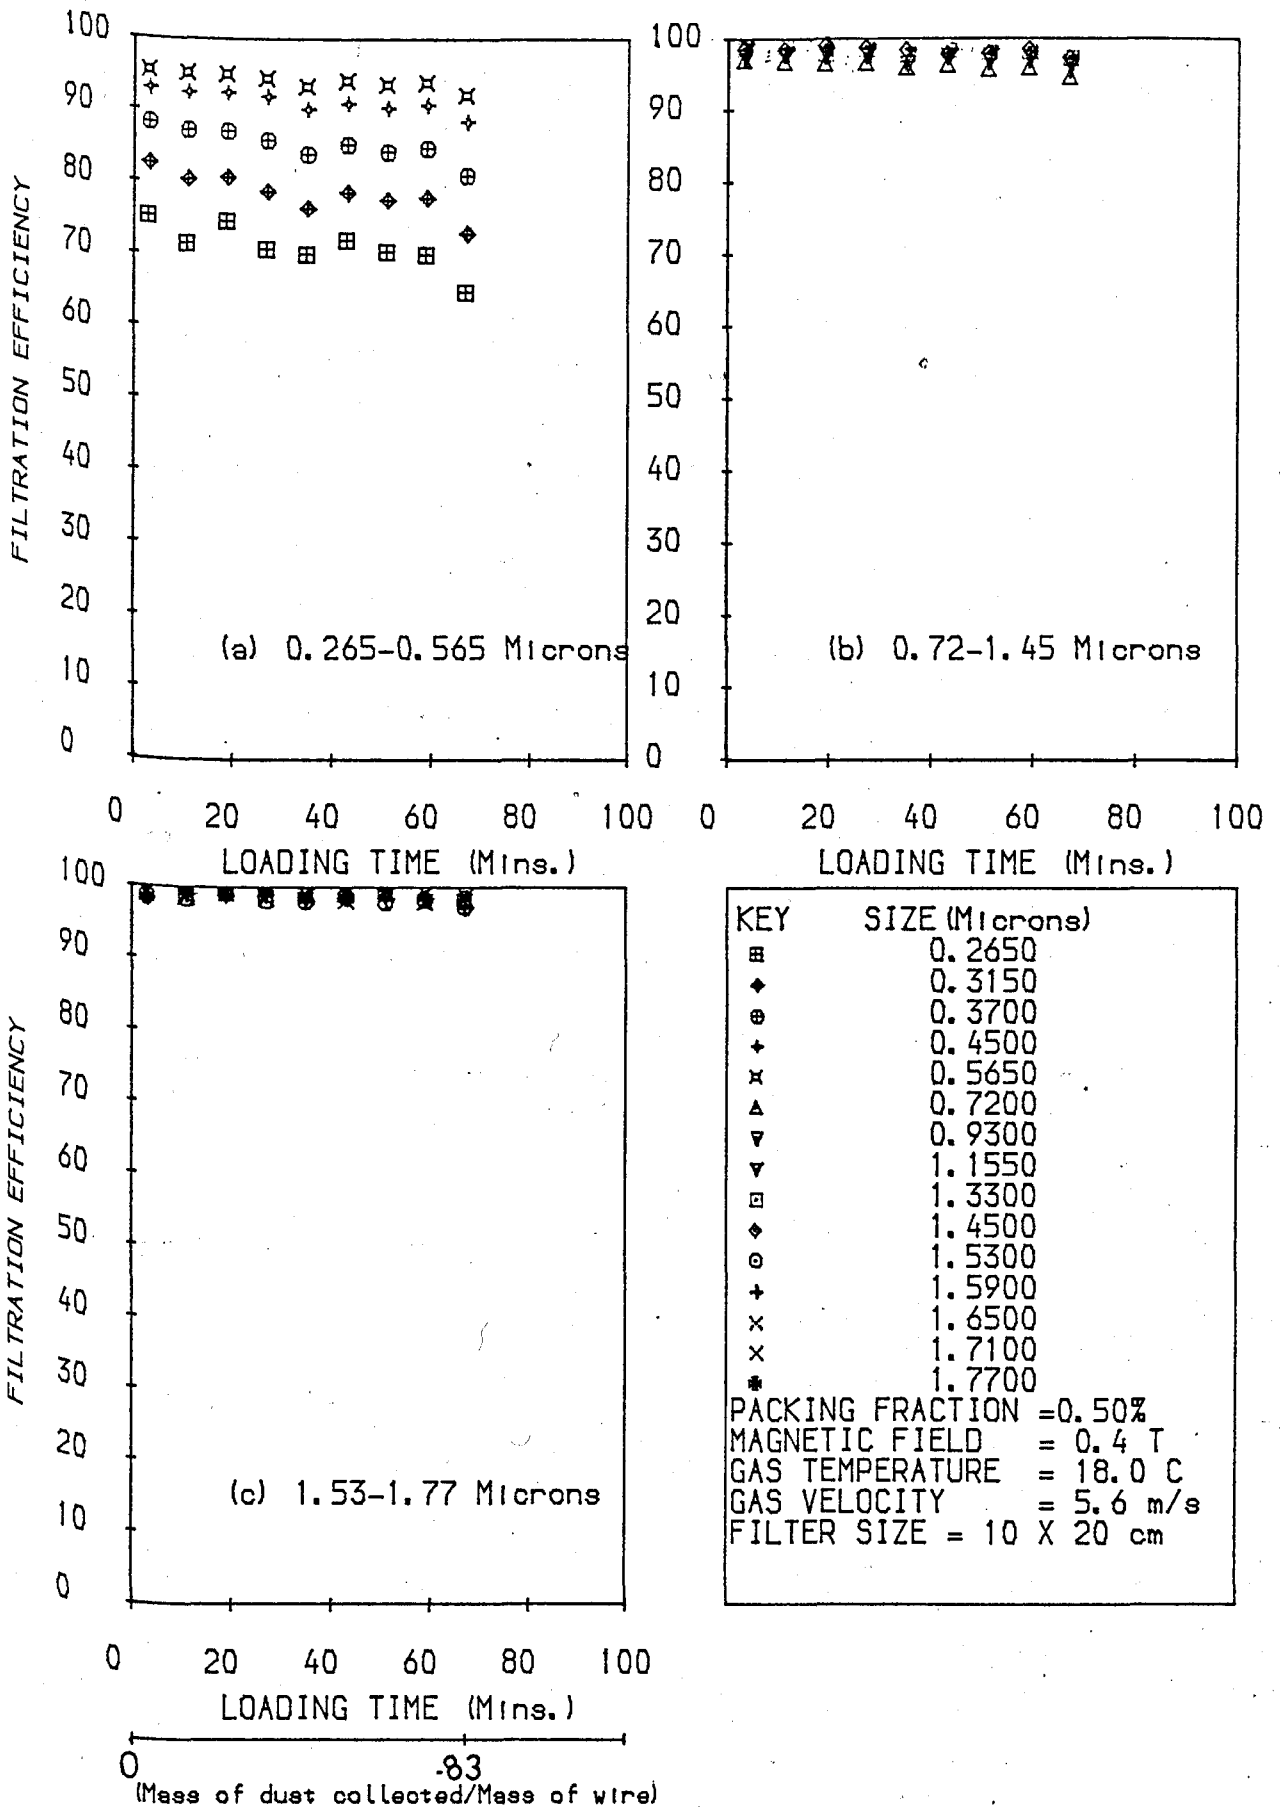 FILTRATION EFFICIENCY
100
90
80
70
60
50
40
30
20
10
0
(a) 0.265-0.565 Microns
0 20 40 60 80 100
LOADING TIME (Mins.)
100
90
80
70
60
50
40
30
20
10
0
(b) 0.72-1.45 Microns
0 20 40 60 80 100
LOADING TIME (Mins.)
FILTRATION EFFICIENCY
100
90
80
70
60
50
40
30
20
10
0
(c) 1.53-1.77 Microns
0 20 40 60 80 100
LOADING TIME (Mins.)
0 .83
(Mass of dust collected/Mass of wire)
KEY SIZE (Microns)
0.2650
0.3150
0.3700
0.4500
0.5650
0.7200
0.9300
1.1550
1.3300
1.4500
1.5300
1.5900
1.6500
1.7100
1.7700
PACKING FRACTION =0.50%
MAGNETIC FIELD = 0.4 T
GAS TEMPERATURE = 18.0 C
GAS VELOCITY = 5.6 m/s
FILTER SIZE = 10 X 20 cm